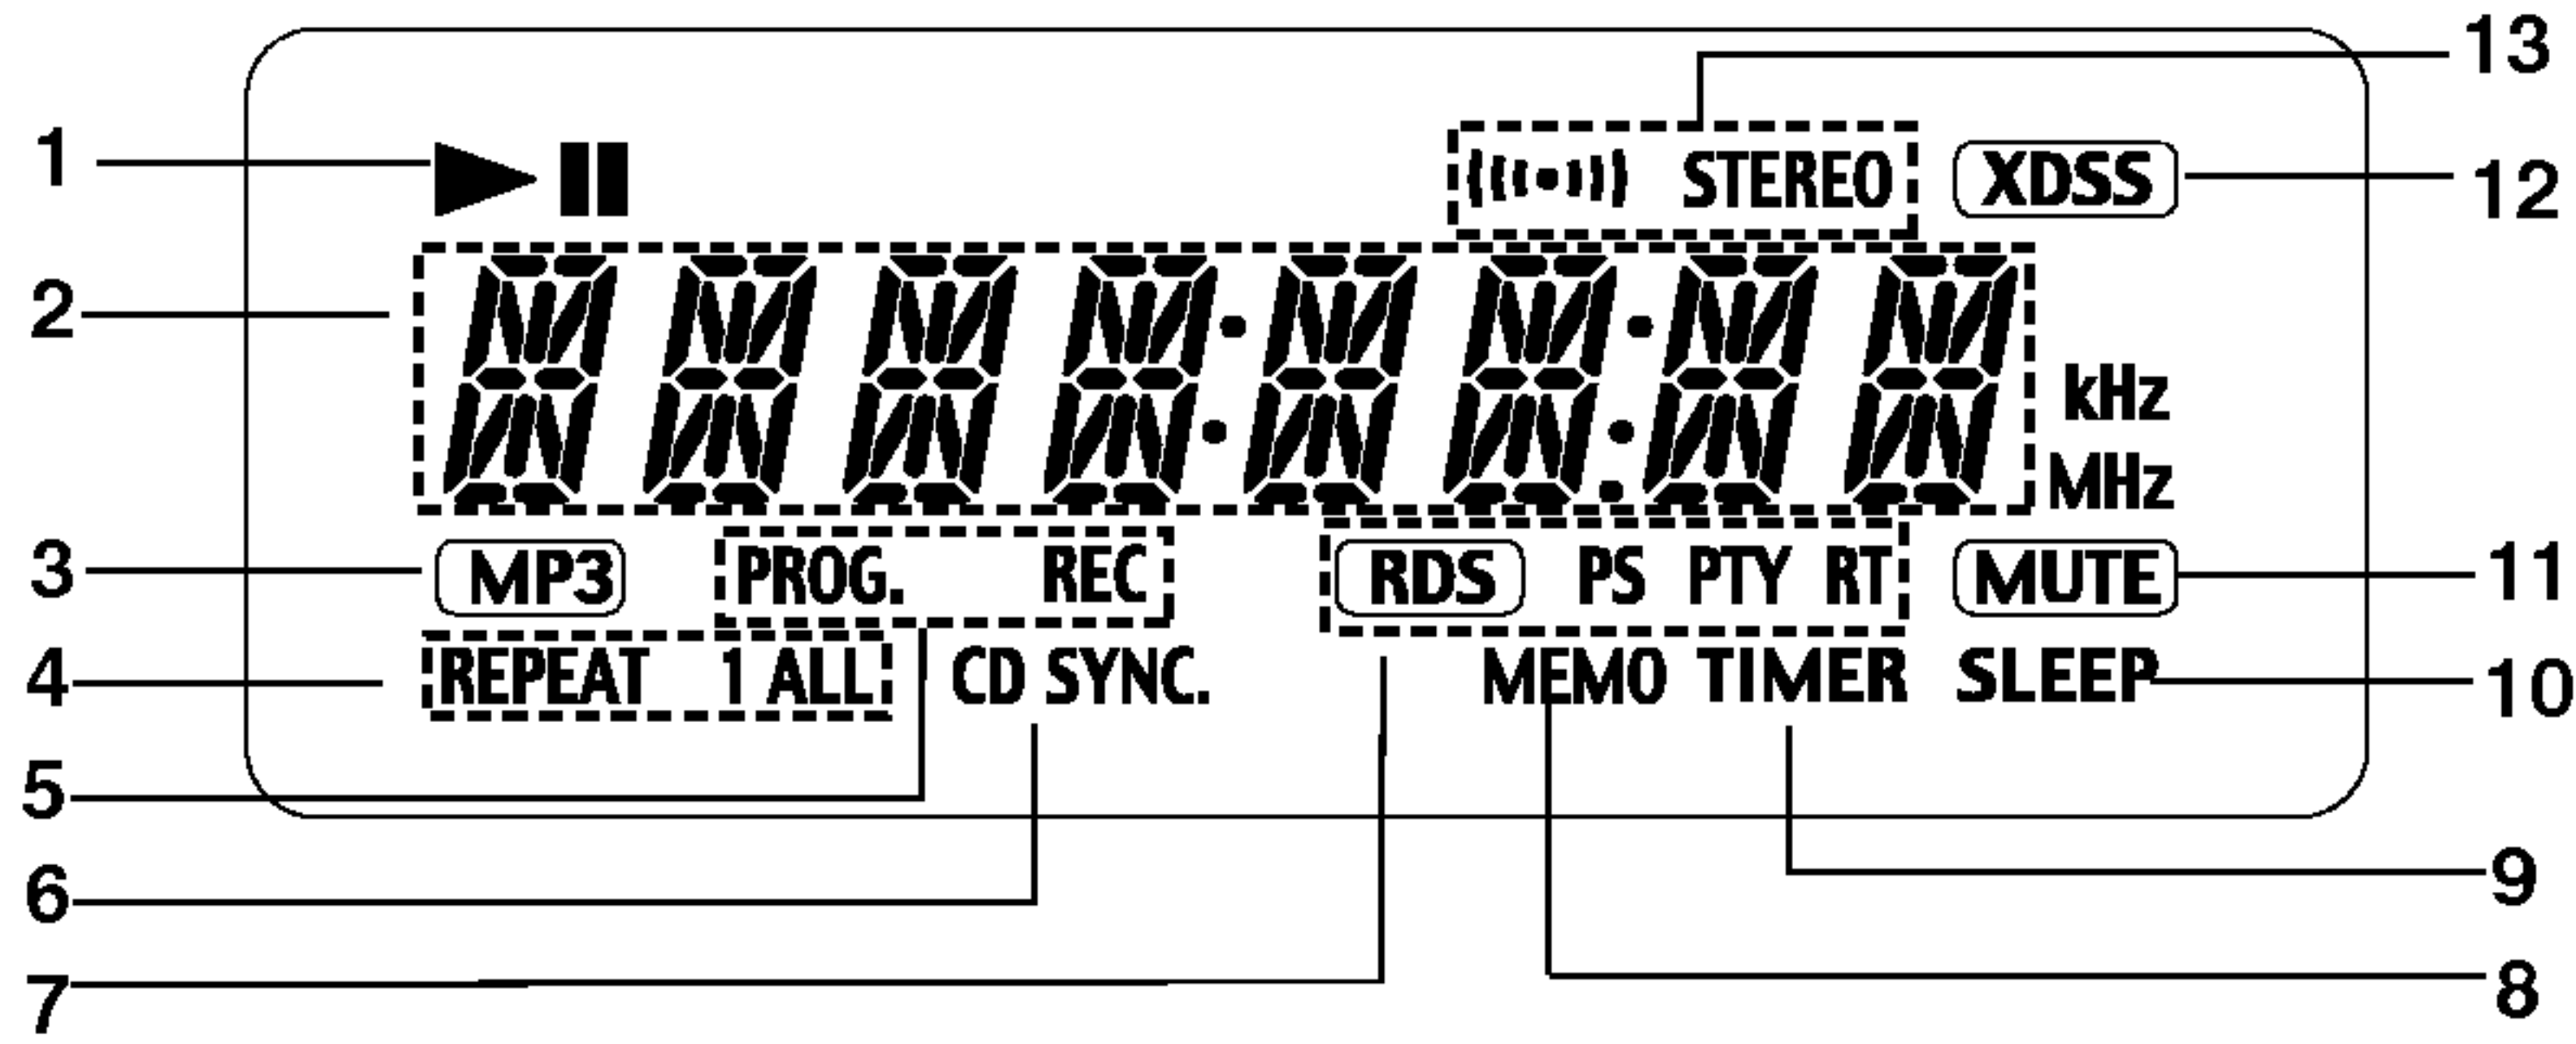 13
1 STEREO XDSS 12
2
kHz
MHz
3 MP3 PROG. REC RDS PS PTY RT MUTE 11
4 REPEAT 1 ALL CD SYNC. MEMO TIMER SLEEP 10
5
6 9
7 8